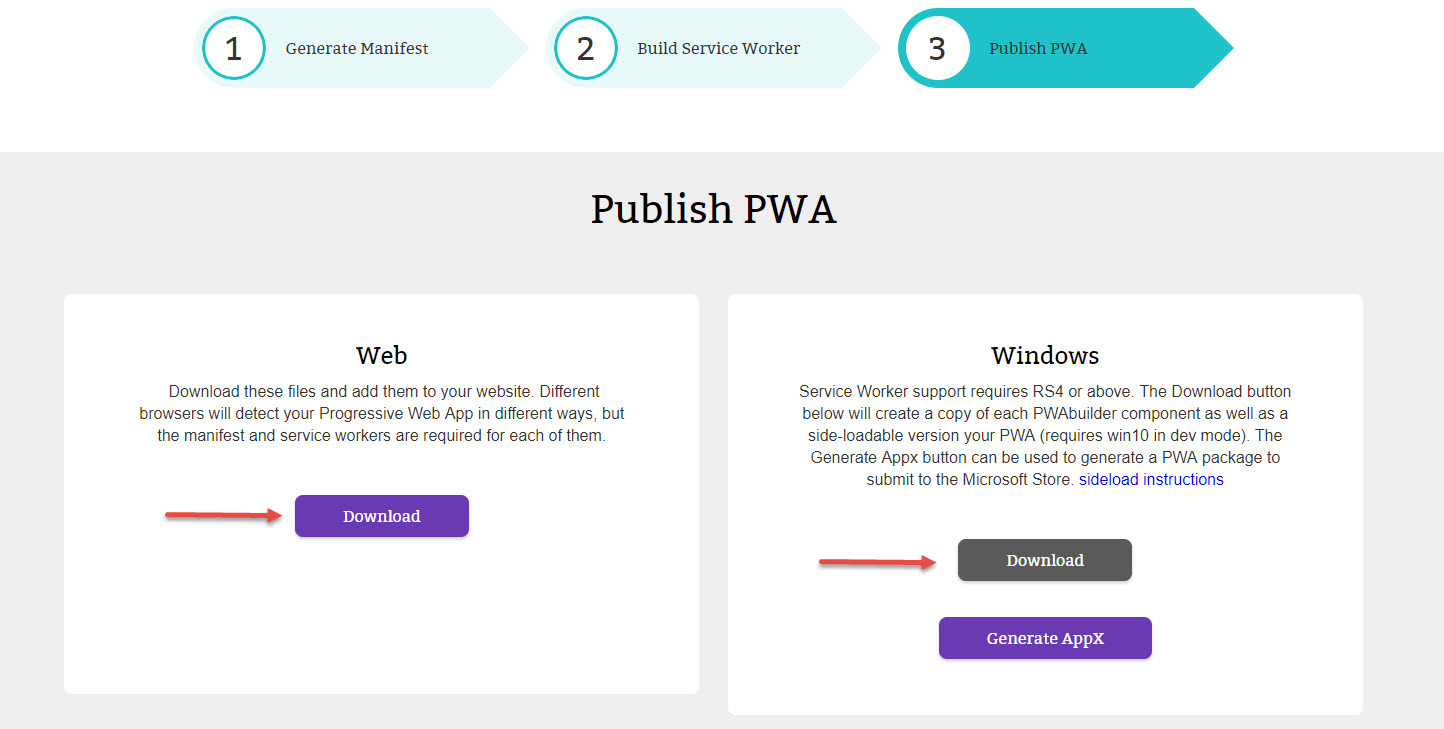 1 Generate Manifest
2 Build Service Worker
3 Publish PWA
Publish PWA
Web
Download these files and add them to your website. Different
browsers will detect your Progressive Web App in different ways, but
the manifest and service workers are required for each of them.
Download
Windows
Service Worker support requires RS4 or above. The Download button
below will create a copy of each PWAbuilder component as well as a
side-loadable version your PWA (requires win10 in dev mode). The
Generate Appx button can be used to generate a PWA package to
submit to the Microsoft Store. sideload instructions
Download
Generate AppX